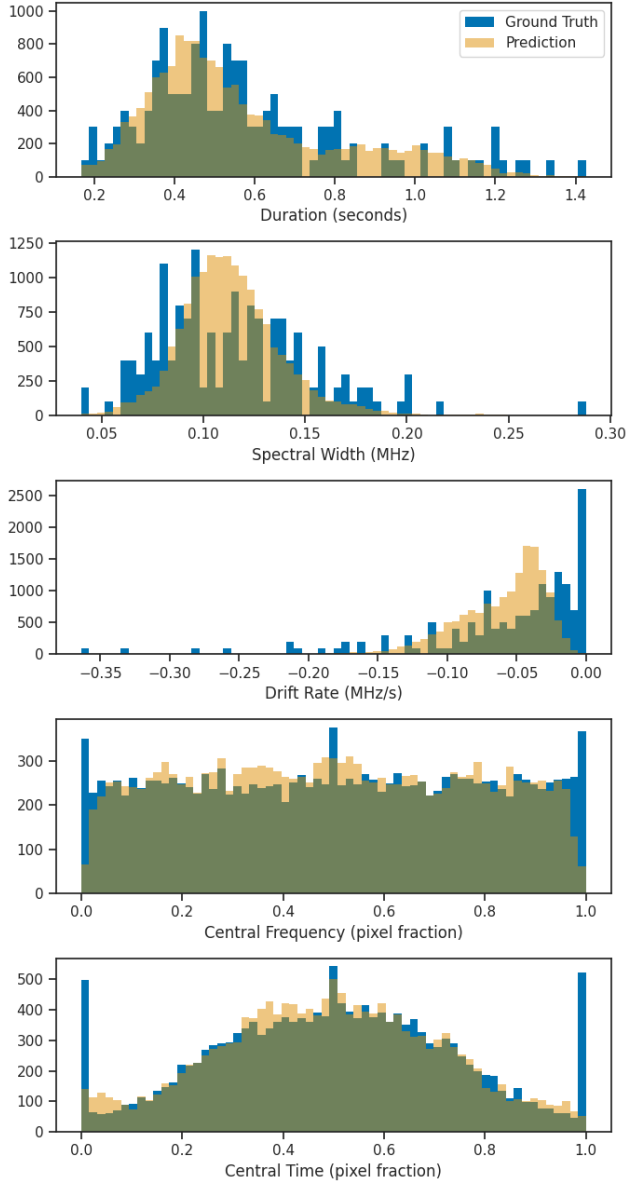 1000
800
600
400
200
0
Ground Truth
Prediction
0.2 0.4 0.6 0.8 1.0 1.2 1.4
Duration (seconds)
1250
1000
750
500
250
0
0.05 0.10 0.15 0.20 0.25 0.30
Spectral Width (MHz)
2500
2000
1500
1000
500
0
−0.35 −0.30 −0.25 −0.20 −0.15 −0.10 −0.05 0.00
Drift Rate (MHz/s)
300
200
100
0
0.0 0.2 0.4 0.6 0.8 1.0
Central Frequency (pixel fraction)
500
400
300
200
100
0
0.0 0.2 0.4 0.6 0.8 1.0
Central Time (pixel fraction)